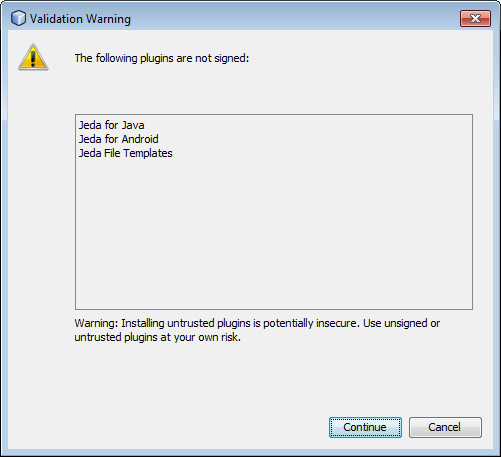 Validation Warning
The following plugins are not signed:
Jeda for Java
Jeda for Android
Jeda File Templates
Warning: Installing untrusted plugins is potentially insecure. Use unsigned or
untrusted plugins at your own risk.
Continue
Cancel